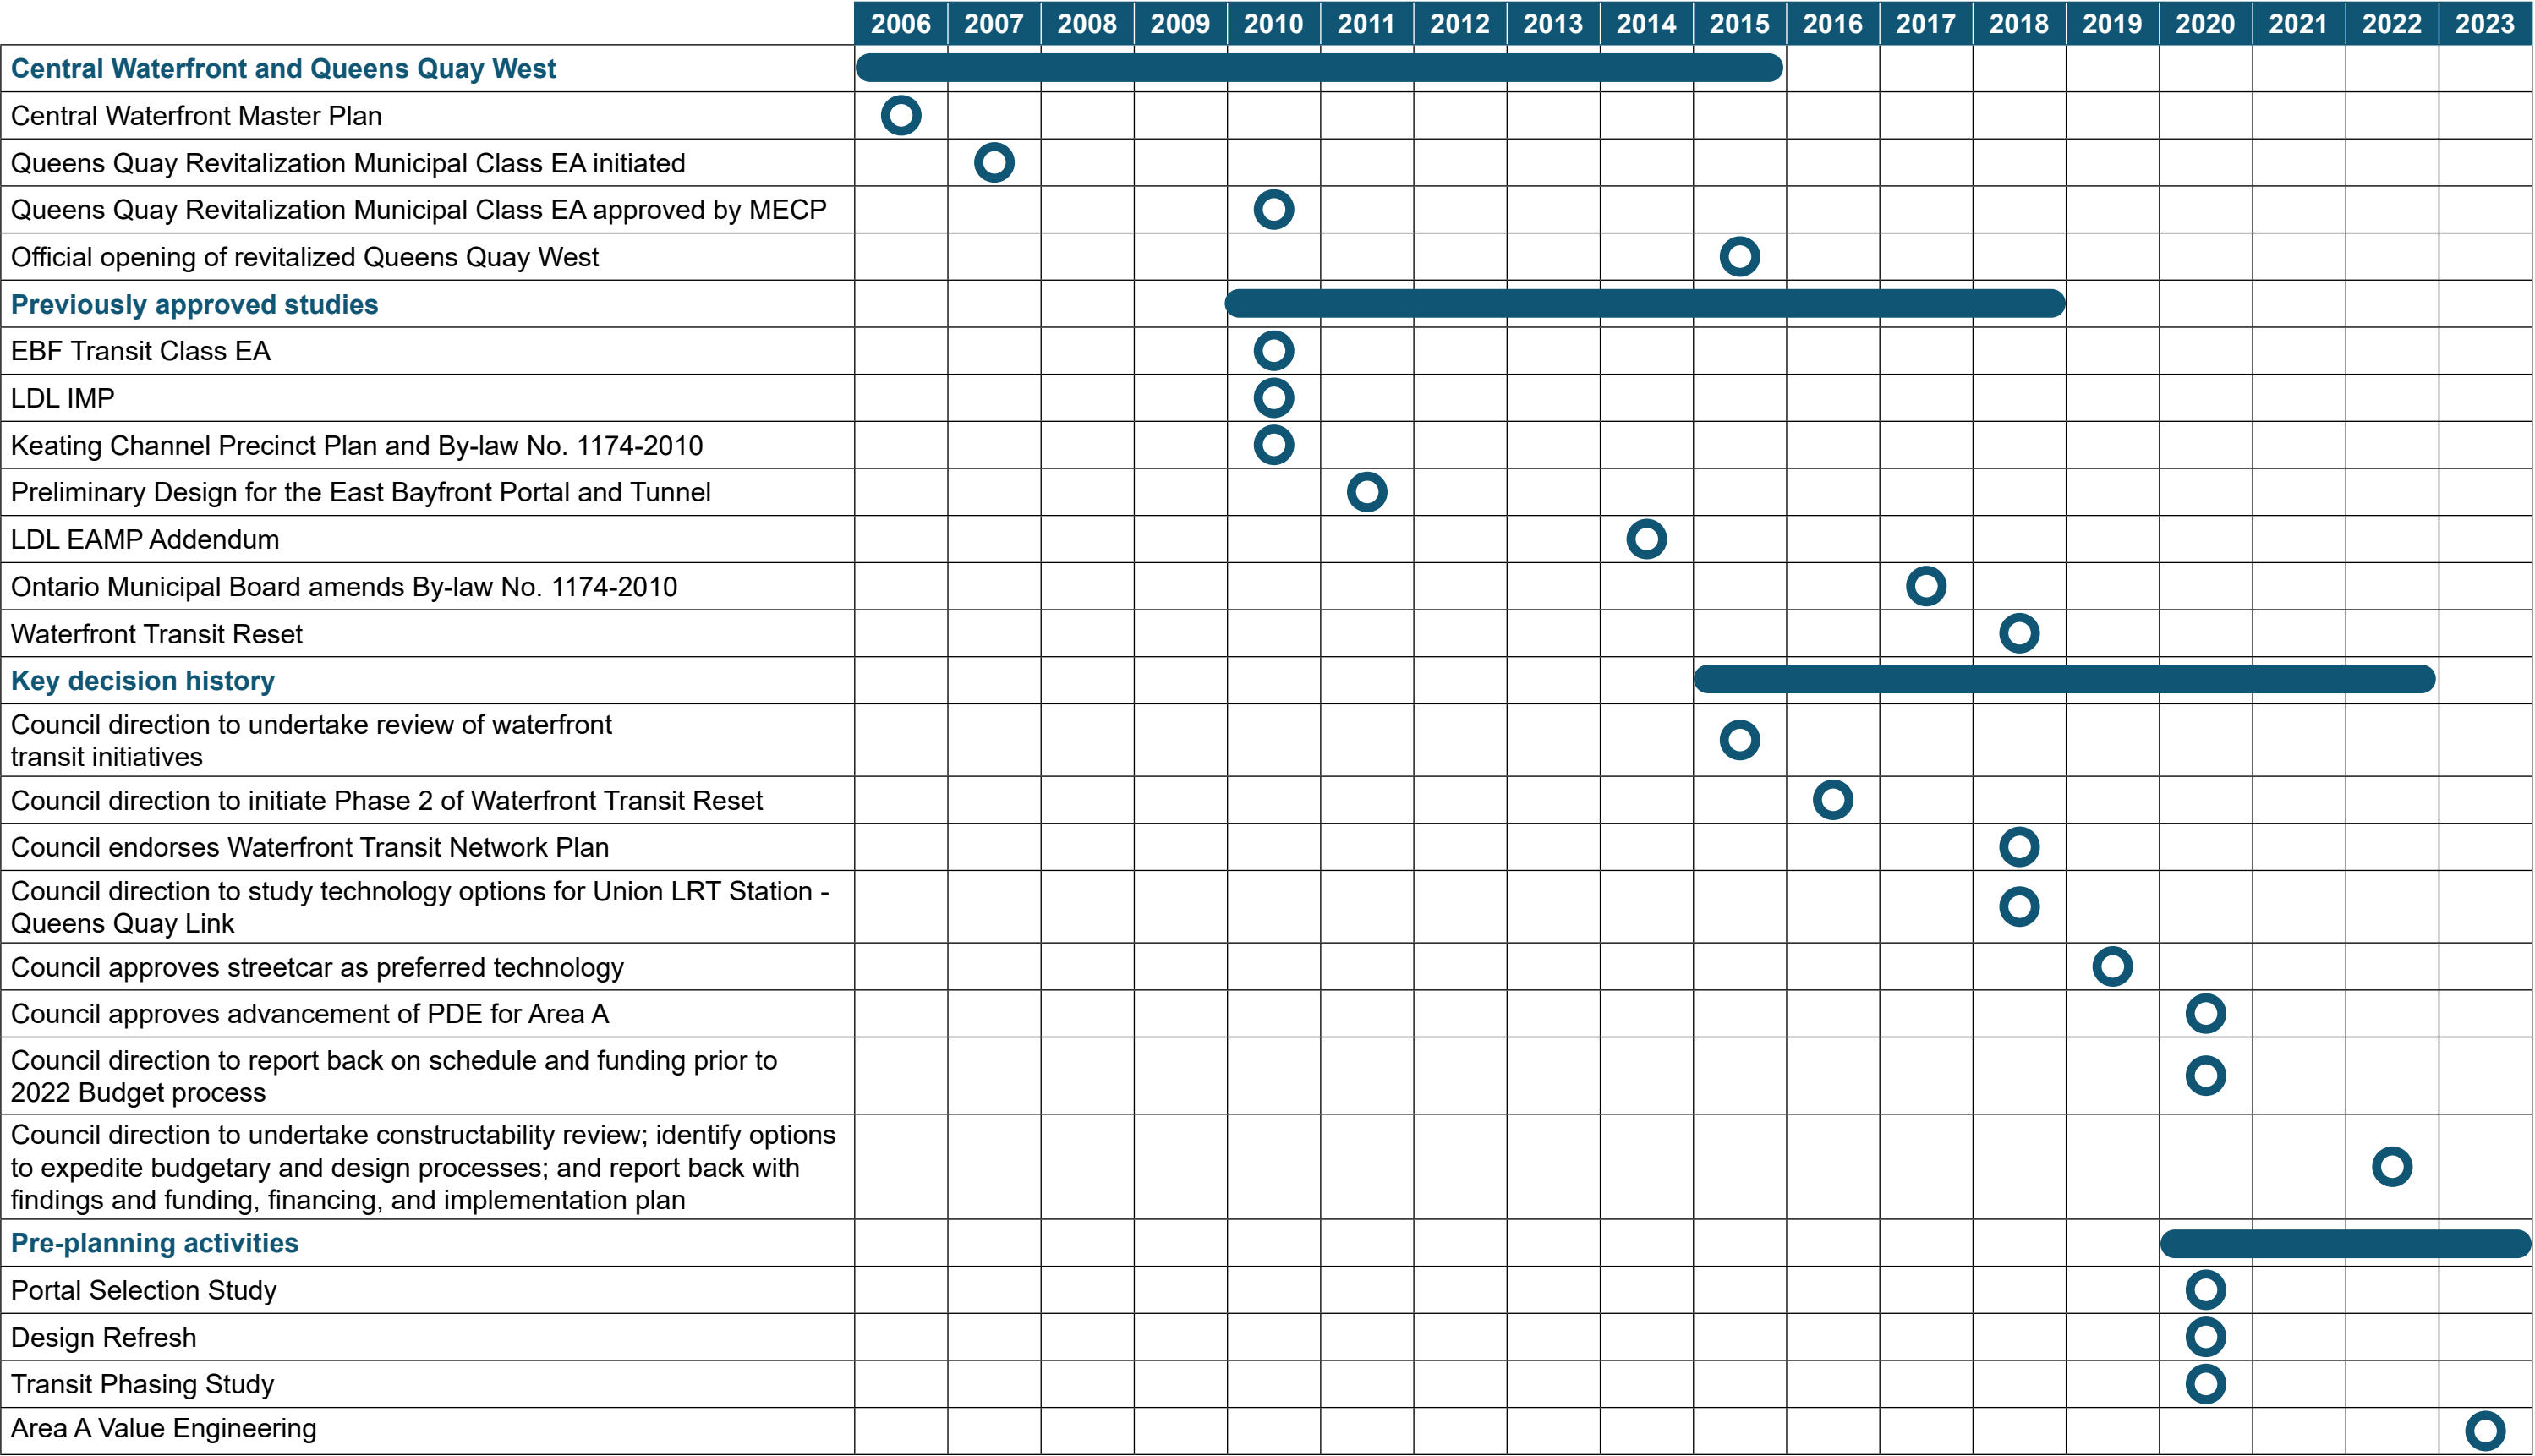 2006 2007 2008 2009 2010 2011 2012 2013 2014 2015 2016 2017 2018 2019 2020 2021 2022 2023
Central Waterfront and Queens Quay West
Central Waterfront Master Plan
Queens Quay Revitalization Municipal Class EA initiated
Queens Quay Revitalization Municipal Class EA approved by MECP
Official opening of revitalized Queens Quay West
Previously approved studies
EBF Transit Class EA
LDL IMP
Keating Channel Precinct Plan and By-law No. 1174-2010
Preliminary Design for the East Bayfront Portal and Tunnel
LDL EAMP Addendum
Ontario Municipal Board amends By-law No. 1174-2010
Waterfront Transit Reset
Key decision history
Council direction to undertake review of waterfront
transit initiatives
Council direction to initiate Phase 2 of Waterfront Transit Reset
Council endorses Waterfront Transit Network Plan
Council direction to study technology options for Union LRT Station -
Queens Quay Link
Council approves streetcar as preferred technology
Council approves advancement of PDE for Area A
Council direction to report back on schedule and funding prior to
2022 Budget process
Council direction to undertake constructability review; identify options
to expedite budgetary and design processes; and report back with
findings and funding, financing, and implementation plan
Pre-planning activities
Portal Selection Study
Design Refresh
Transit Phasing Study
Area A Value Engineering